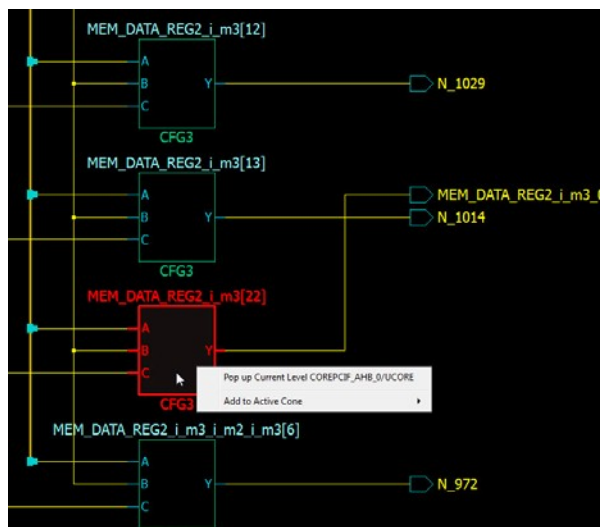 MEM_DATA_REG2_i_m3[12]
A
B Y N_1029
C
CFG3
MEM_DATA_REG2_i_m3[13]
A MEM_DATA_REG2_i_m3_
B Y N_1014
C
CFG3
MEM_DATA_REG2_i_m3[22]
A
B Y
C
Pop up Current Level COREPCIF_AHB_0/UCORE
CFG3 Add to Active Cone
MEM_DATA_REG2_i_m3_i_m2_i_m3[6]
A
B Y N_972
C